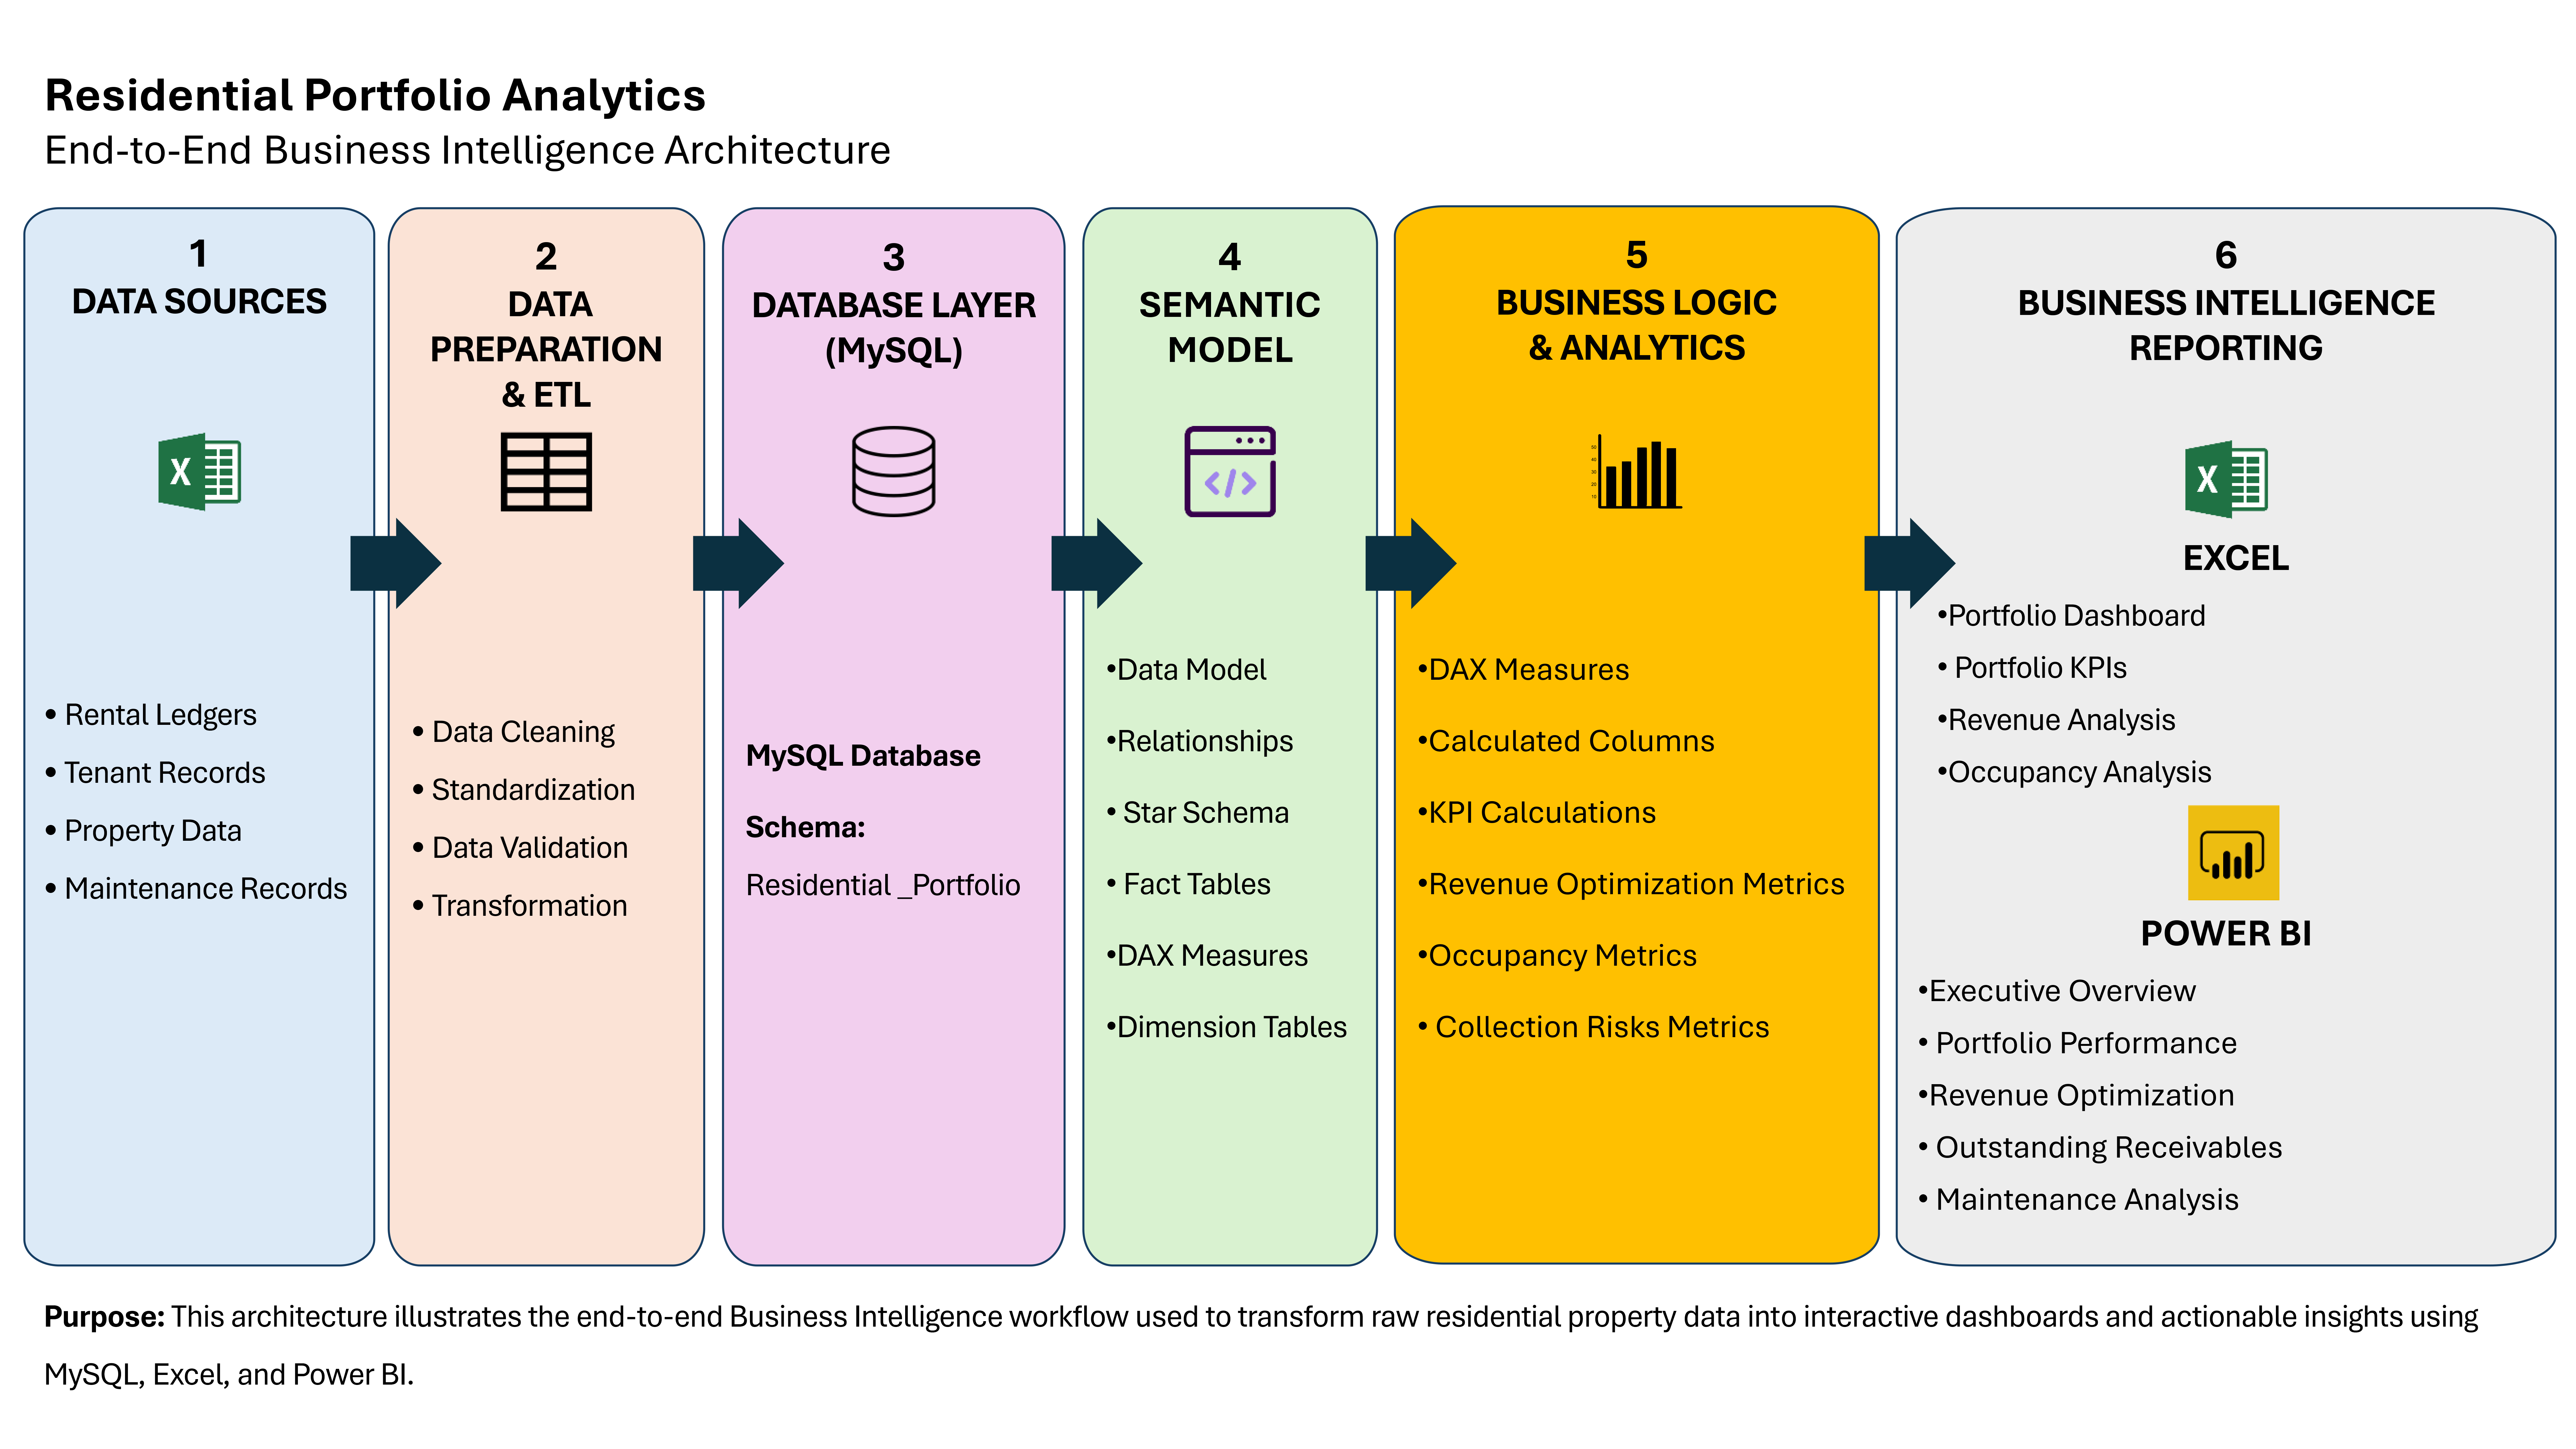 Residential Portfolio Analytics
End-to-End Business Intelligence Architecture
1
DATA SOURCES
X
• Rental Ledgers
• Tenant Records
• Property Data
• Maintenance Records
2
DATA
PREPARATION
& ETL
• Data Cleaning
• Standardization
• Data Validation
• Transformation
3
DATABASE LAYER
(MySQL)
MySQL Database
Schema:
Residential _Portfolio
4
SEMANTIC
MODEL
</>
•Data Model
•Relationships
• Star Schema
• Fact Tables
•DAX Measures
•Dimension Tables
5
BUSINESS LOGIC
& ANALYTICS
50
40
30
20
10
•DAX Measures
•Calculated Columns
•KPI Calculations
•Revenue Optimization Metrics
•Occupancy Metrics
• Collection Risks Metrics
6
BUSINESS INTELLIGENCE
REPORTING
X
EXCEL
•Portfolio Dashboard
• Portfolio KPIs
•Revenue Analysis
•Occupancy Analysis
POWER BI
•Executive Overview
• Portfolio Performance
•Revenue Optimization
• Outstanding Receivables
• Maintenance Analysis
Purpose: This architecture illustrates the end-to-end Business Intelligence workflow used to transform raw residential property data into interactive dashboards and actionable insights using
MySQL, Excel, and Power BI.